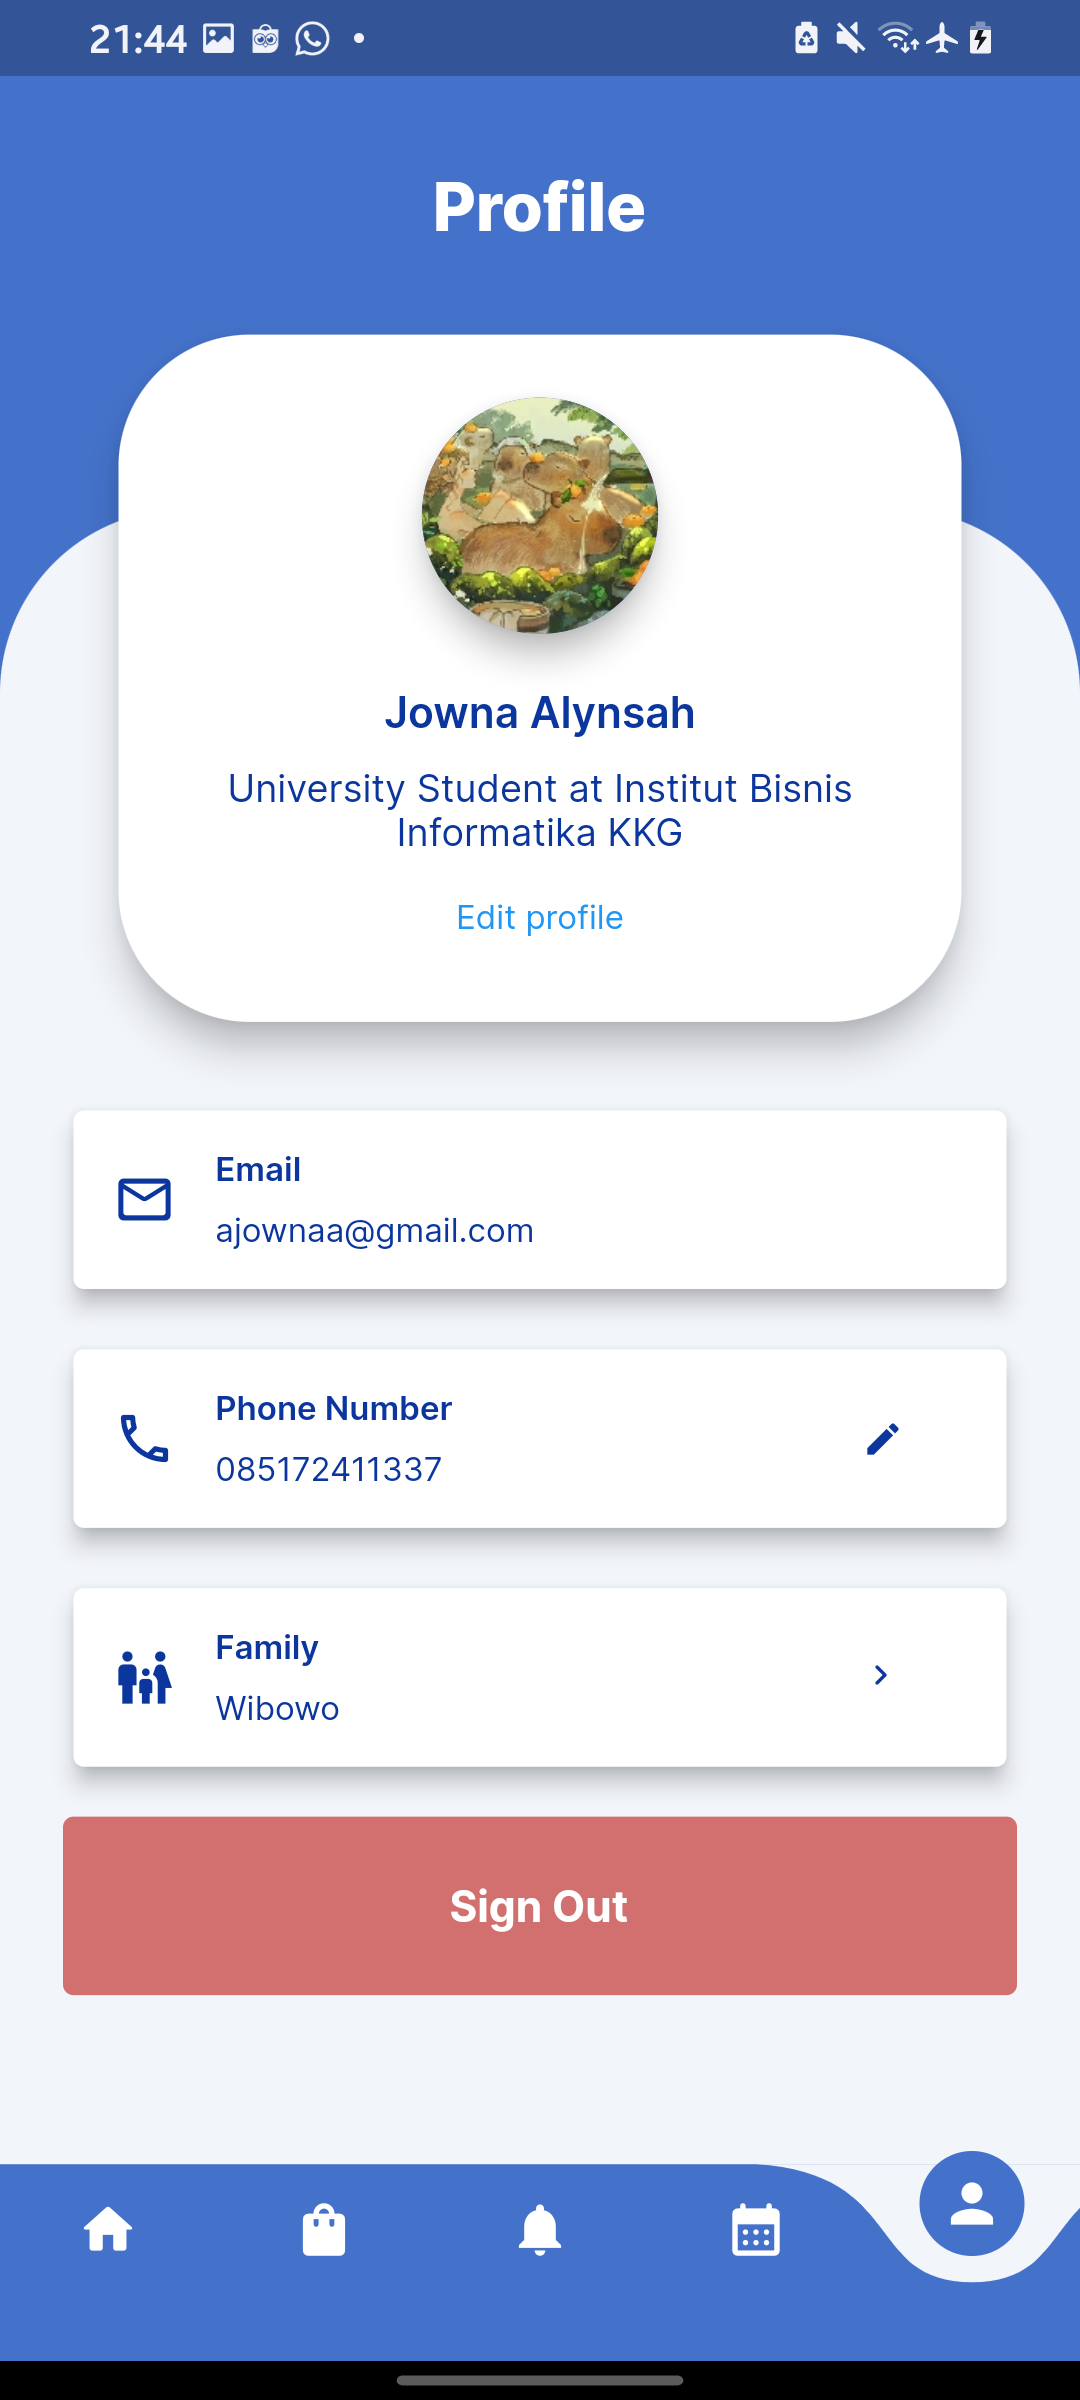 21:44
Profile
Jowna Alynsah
University Student at Institut Bisnis
Informatika KKG
Edit profile
Email
ajownaa@gmail.com
Phone Number
085172411337
Family
Wibowo
Sign Out